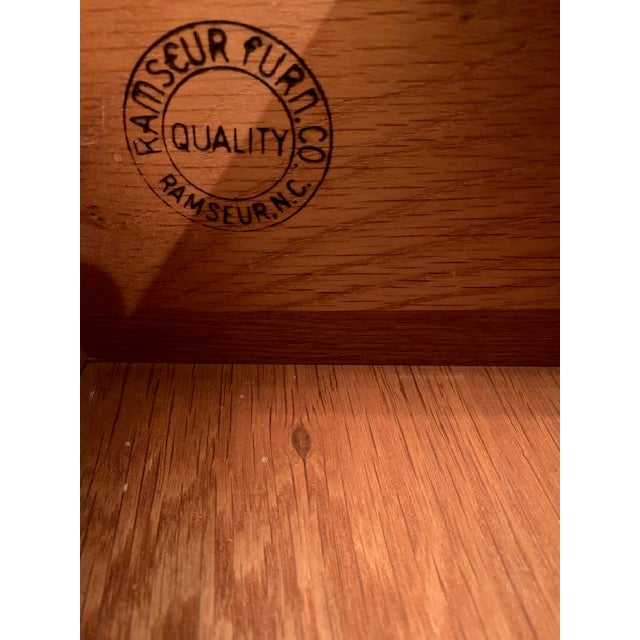 RAMSEUR FURN. CO.
QUALITY
RAMSEUR, N.C.